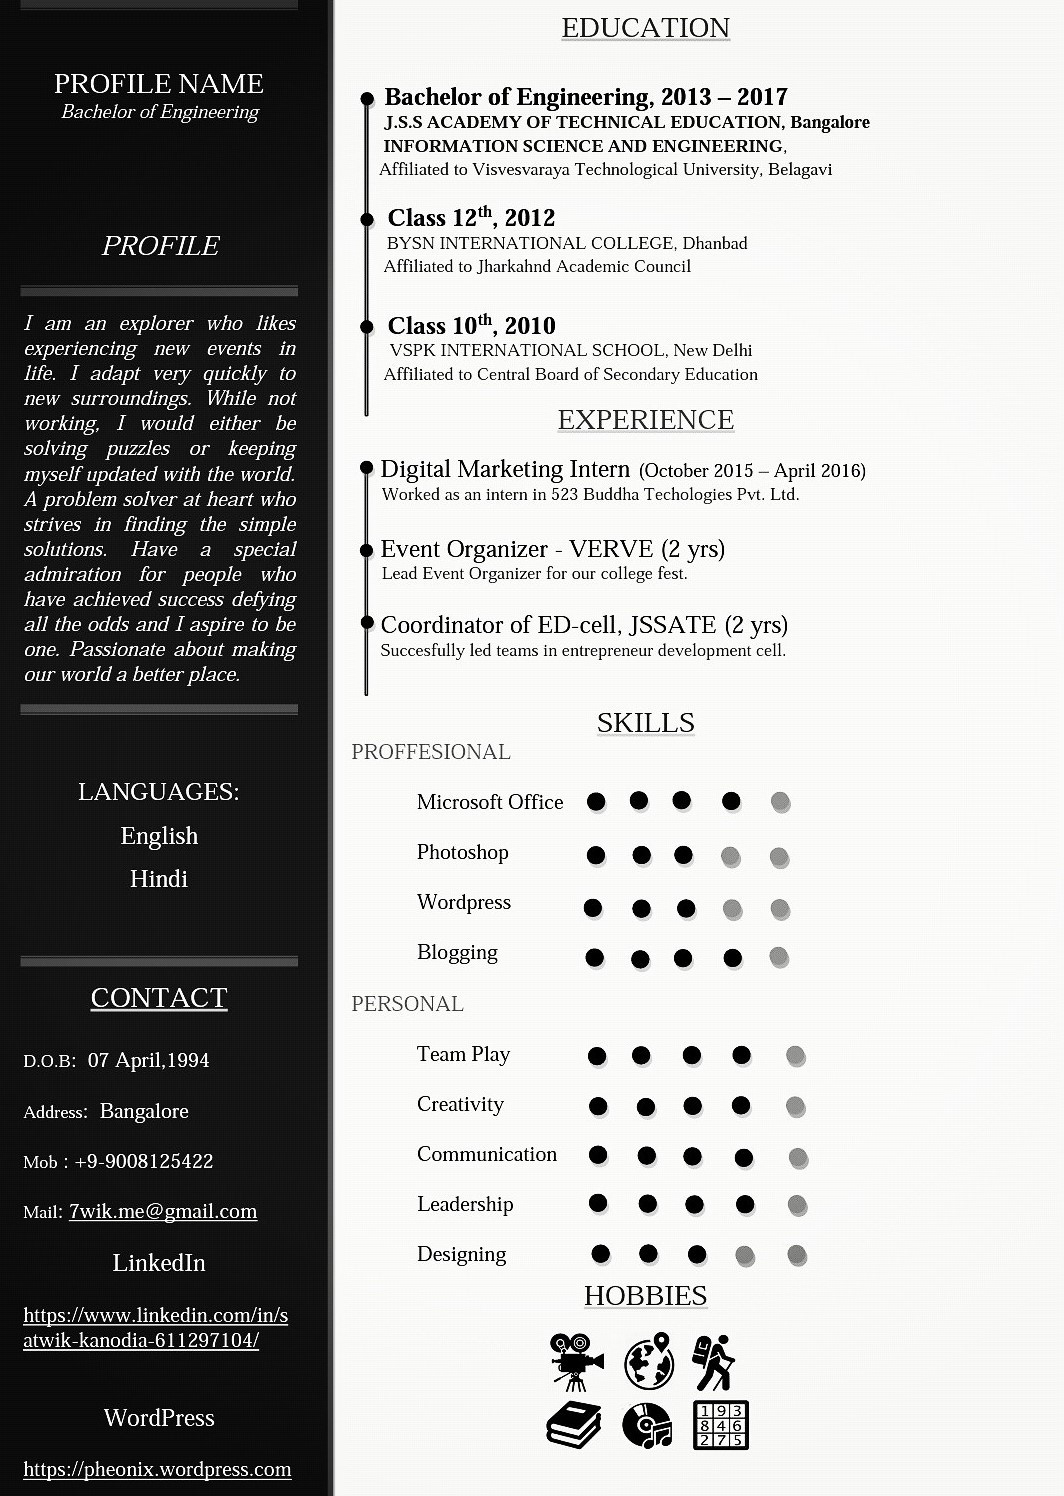 PROFILE NAME
Bachelor of Engineering
PROFILE
I am an explorer who likes
experiencing new events in
life. I adapt very quickly to
new surroundings. While not
working, I would either be
solving puzzles or keeping
myself updated with the world.
A problem solver at heart who
strives in finding the simple
solutions. Have a special
admiration for people who
have achieved success defying
all the odds and I aspire to be
one. Passionate about making
our world a better place.
LANGUAGES:
English
Hindi
CONTACT
D.O.B: 07 April,1994
Address: Bangalore
Mob : +9-9008125422
Mail: 7wik.me@gmail.com
LinkedIn
https://www.linkedin.com/in/s
atwik-kanodia-611297104/
WordPress
https://pheonix.wordpress.com
EDUCATION
Bachelor of Engineering, 2013 – 2017
J.S.S ACADEMY OF TECHNICAL EDUCATION, Bangalore
INFORMATION SCIENCE AND ENGINEERING,
Affiliated to Visvesvaraya Technological University, Belagavi
Class 12th, 2012
BYSN INTERNATIONAL COLLEGE, Dhanbad
Affiliated to Jharkahnd Academic Council
Class 10th, 2010
VSPK INTERNATIONAL SCHOOL, New Delhi
Affiliated to Central Board of Secondary Education
EXPERIENCE
Digital Marketing Intern (October 2015 – April 2016)
Worked as an intern in 523 Buddha Techologies Pvt. Ltd.
Event Organizer - VERVE (2 yrs)
Lead Event Organizer for our college fest.
Coordinator of ED-cell, JSSATE (2 yrs)
Succesfully led teams in entrepreneur development cell.
SKILLS
PROFFESIONAL
Microsoft Office
Photoshop
Wordpress
Blogging
PERSONAL
Team Play
Creativity
Communication
Leadership
Designing
HOBBIES
1 9 3
8 4 6
2 7 5